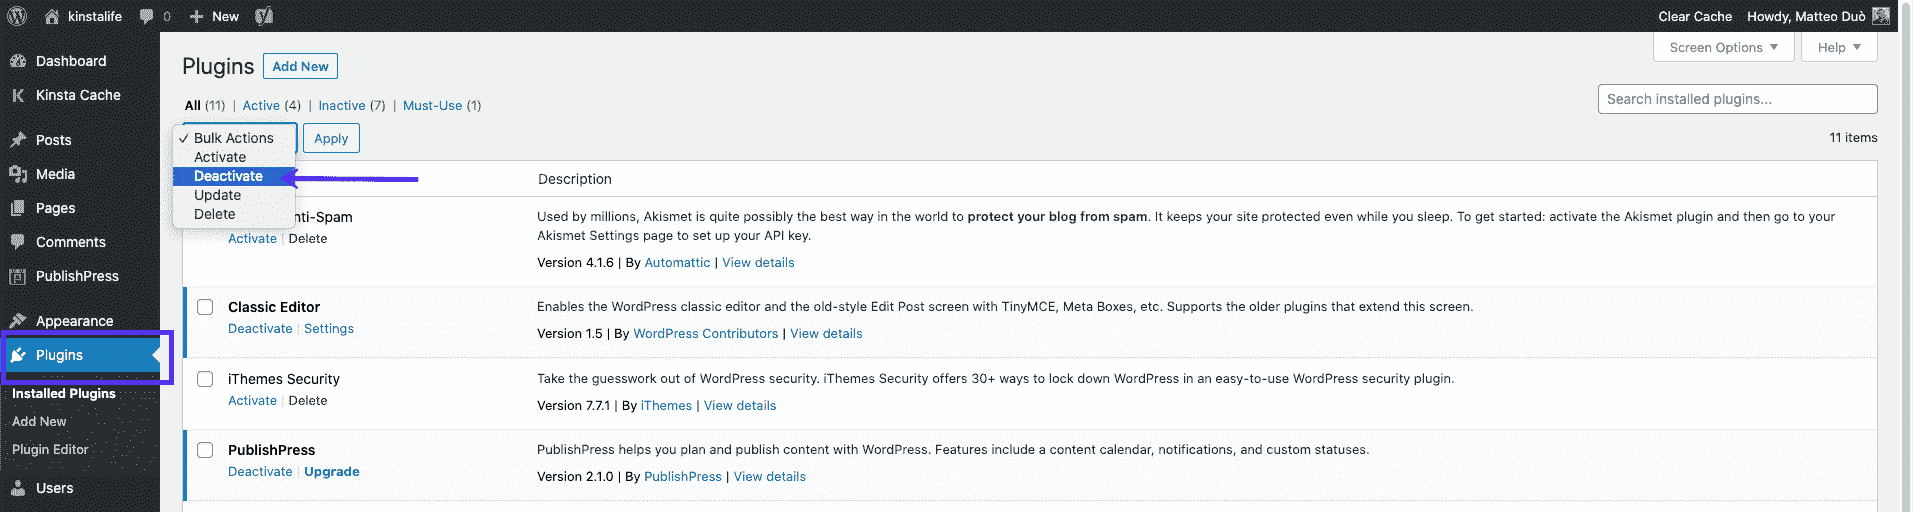 kinstalife 0 New Clear Cache Howdy, Matteo Duò
Screen Options Help
Dashboard
Kinsta Cache
Posts
Media
Pages
Comments
PublishPress
Appearance
Plugins
Installed Plugins
Add New
Plugin Editor
Users
Plugins Add New
All (11) | Active (4) | Inactive (7) | Must-Use (1)
Search installed plugins...
Bulk Actions
Activate
Deactivate
Update
Delete
Apply
11 items
Description
nti-Spam
Activate | Delete
Used by millions, Akismet is quite possibly the best way in the world to protect your blog from spam. It keeps your site protected even while you sleep. To get started: activate the Akismet plugin and then go to your
Akismet Settings page to set up your API key.
Version 4.1.6 | By Automattic | View details
Classic Editor
Deactivate | Settings
Enables the WordPress classic editor and the old-style Edit Post screen with TinyMCE, Meta Boxes, etc. Supports the older plugins that extend this screen.
Version 1.5 | By WordPress Contributors | View details
iThemes Security
Activate | Delete
Take the guesswork out of WordPress security. iThemes Security offers 30+ ways to lock down WordPress in an easy-to-use WordPress security plugin.
Version 7.7.1 | By iThemes | View details
PublishPress
Deactivate | Upgrade
PublishPress helps you plan and publish content with WordPress. Features include a content calendar, notifications, and custom statuses.
Version 2.1.0 | By PublishPress | View details